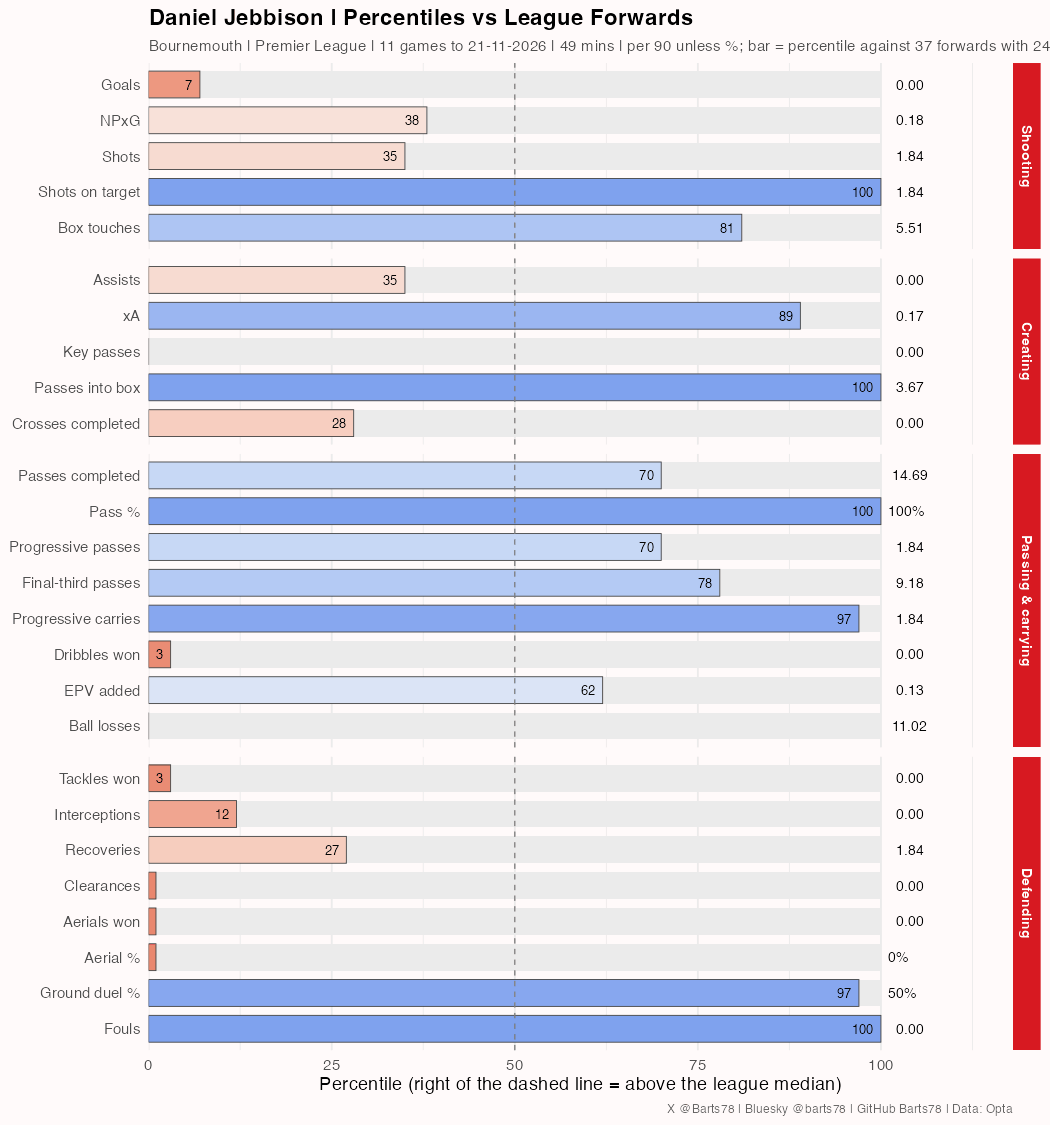 Daniel Jebbison | Percentiles vs League Forwards
Bournemouth | Premier League | 11 games to 21-11-2026 | 49 mins | per 90 unless %; bar = percentile against 37 forwards with 24
Shooting
Goals 7 0.00
NPxG 38 0.18
Shots 35 1.84
Shots on target 100 1.84
Box touches 81 5.51
Creating
Assists 35 0.00
xA 89 0.17
Key passes 0.00
Passes into box 100 3.67
Crosses completed 28 0.00
Passing & carrying
Passes completed 70 14.69
Pass % 100 100%
Progressive passes 70 1.84
Final-third passes 78 9.18
Progressive carries 97 1.84
Dribbles won 3 0.00
EPV added 62 0.13
Ball losses 11.02
Defending
Tackles won 3 0.00
Interceptions 12 0.00
Recoveries 27 1.84
Clearances 0.00
Aerials won 0.00
Aerial % 0%
Ground duel % 97 50%
Fouls 100 0.00
0 25 50 75 100
Percentile (right of the dashed line = above the league median)
X @Barts78 | Bluesky @barts78 | GitHub Barts78 | Data: Opta